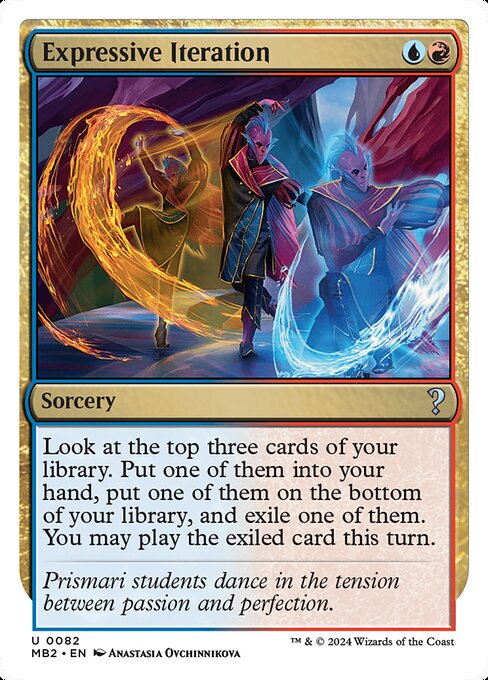 Expressive Iteration
Sorcery
Look at the top three cards of your
library. Put one of them into your
hand, put one of them on the bottom
of your library, and exile one of them.
You may play the exiled card this turn.
Prismari students dance in the tension
between passion and perfection.
U 0082
MB2 • EN ANASTASIA OVCHINNIKOVA
™ & © 2024 Wizards of the Coast